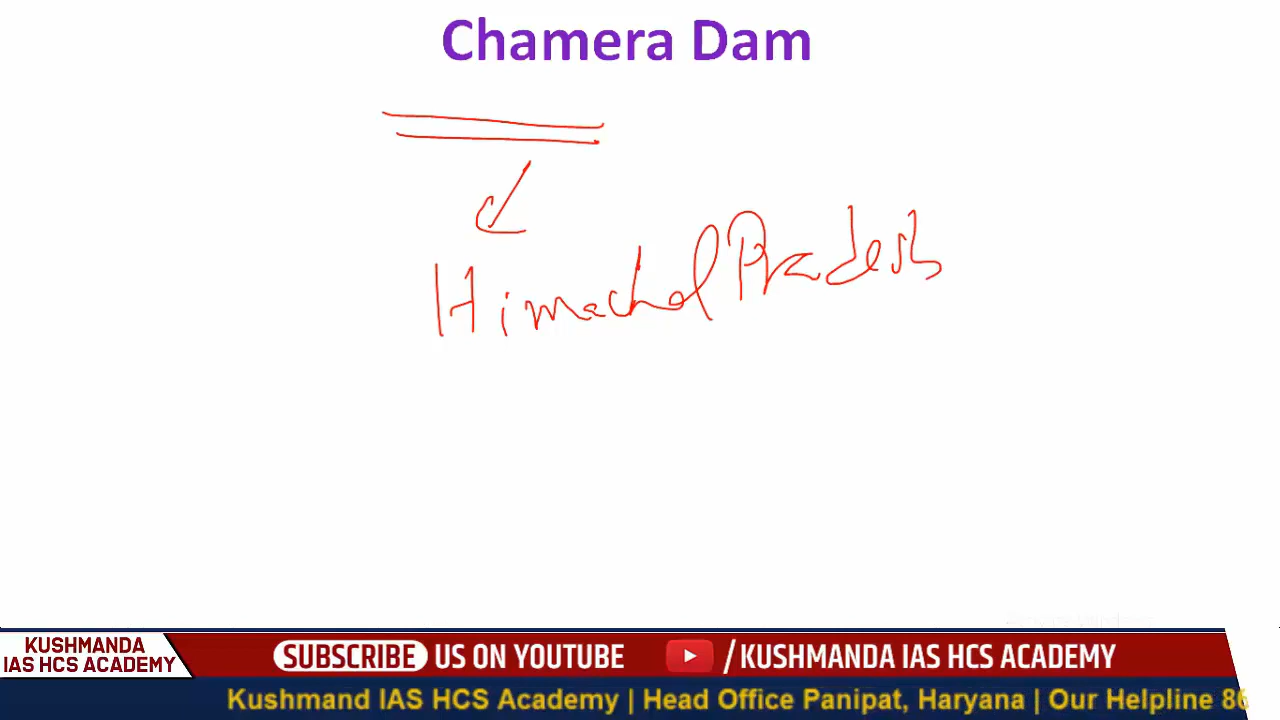 Chamera Dam
Himachal Pradesh
KUSHMANDA
IAS HCS ACADEMY
SUBSCRIBE US ON YOUTUBE
/KUSHMANDA IAS HCS ACADEMY
Kushmand IAS HCS Academy | Head Office Panipat, Haryana | Our Helpline 86